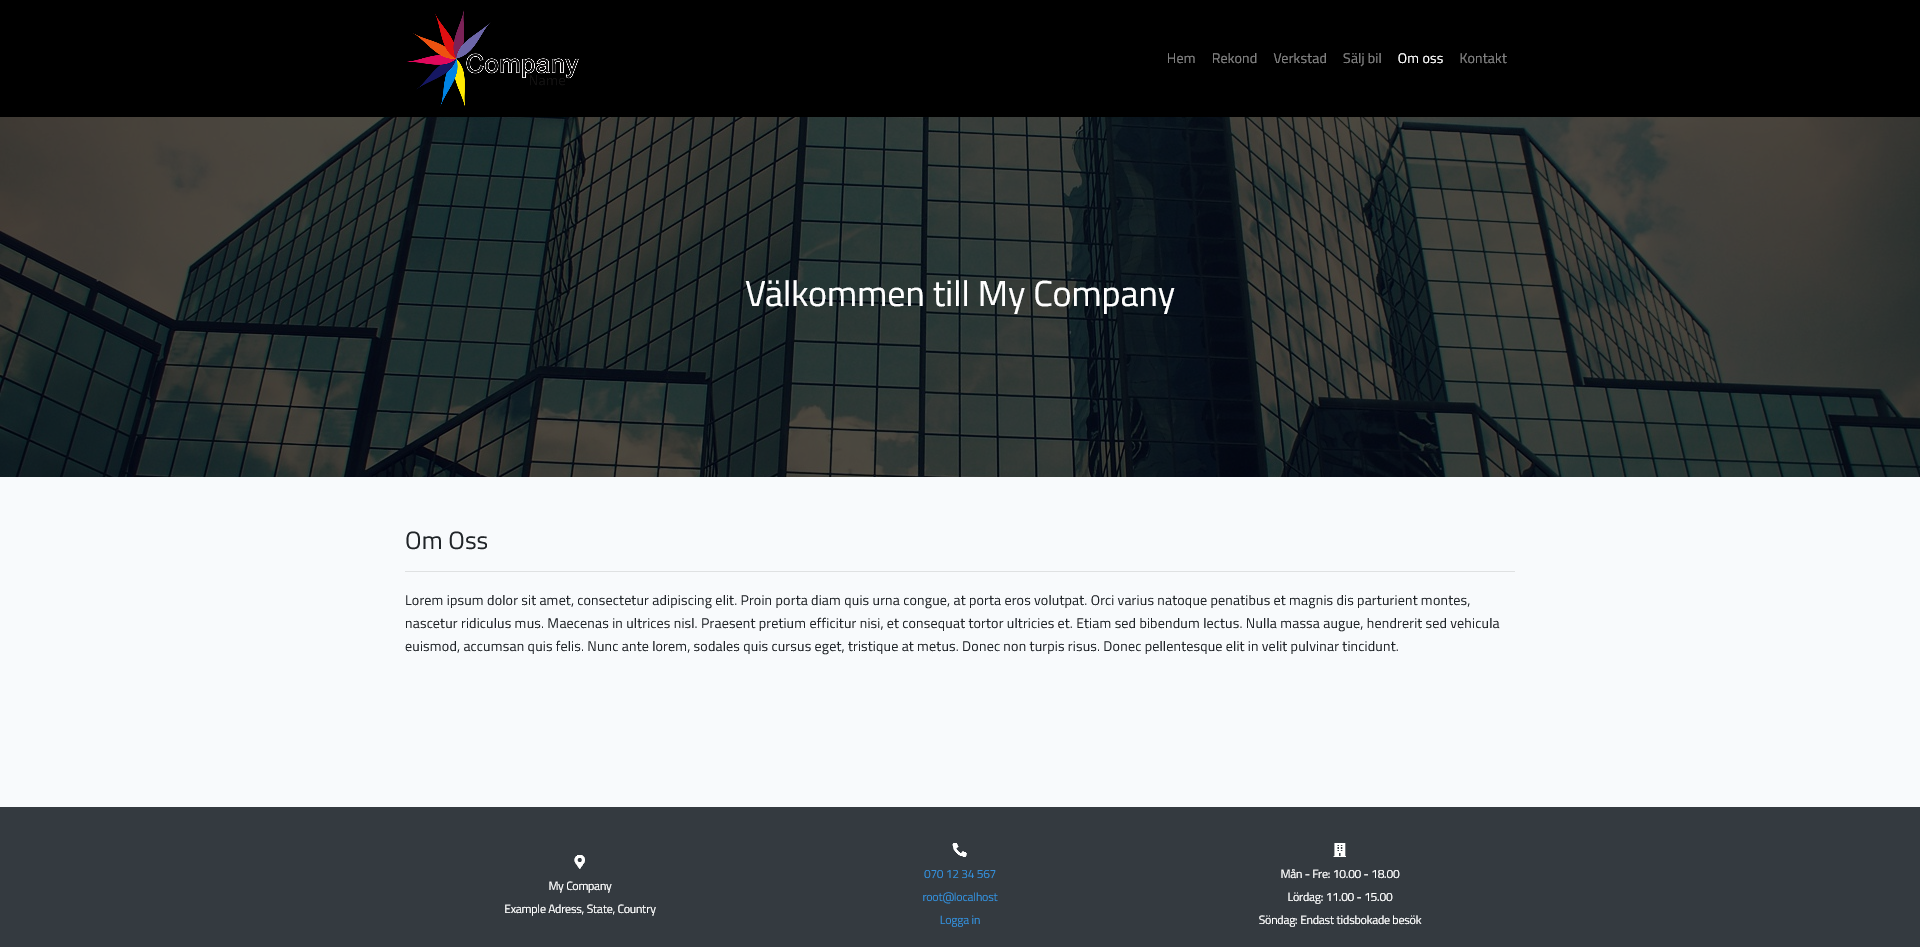 Company
Name
Hem Rekond Verkstad Sälj bil Om oss Kontakt
Välkommen till My Company
Om Oss
Lorem ipsum dolor sit amet, consectetur adipiscing elit. Proin porta diam quis urna congue, at porta eros volutpat. Orci varius natoque penatibus et magnis dis parturient montes,
nascetur ridiculus mus. Maecenas in ultrices nisl. Praesent pretium efficitur nisi, et consequat tortor ultricies et. Etiam sed bibendum lectus. Nulla massa augue, hendrerit sed vehicula
euismod, accumsan quis felis. Nunc ante lorem, sodales quis cursus eget, tristique at metus. Donec non turpis risus. Donec pellentesque elit in velit pulvinar tincidunt.
My Company
Example Adress, State, Country
070 12 34 567
root@localhost
Logga in
Mån - Fre: 10.00 - 18.00
Lördag: 11.00 - 15.00
Söndag: Endast tidsbokade besök